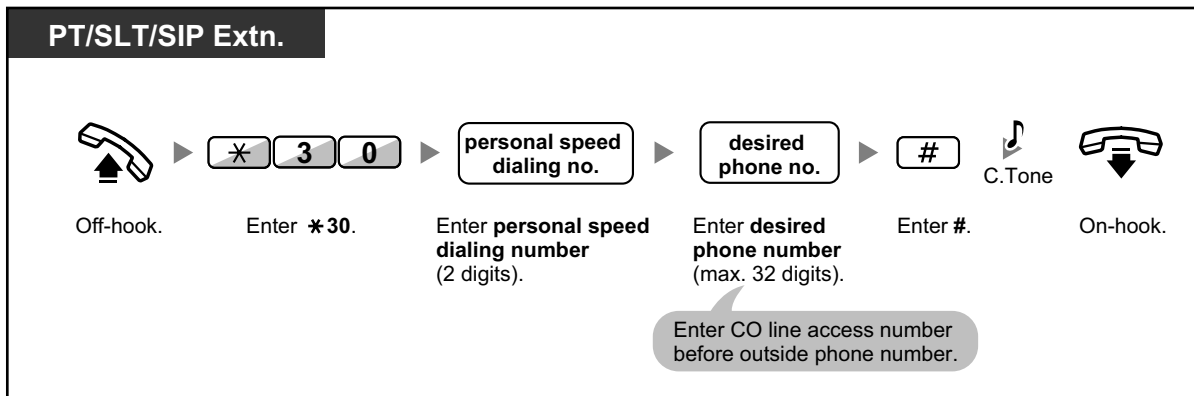 PT/SLT/SIP Extn.
* 3 0
personal speed
dialing no.
desired
phone no.
#
C.Tone
Off-hook.
Enter *30.
Enter personal speed
dialing number
(2 digits).
Enter desired
phone number
(max. 32 digits).
Enter #.
On-hook.
Enter CO line access number
before outside phone number.